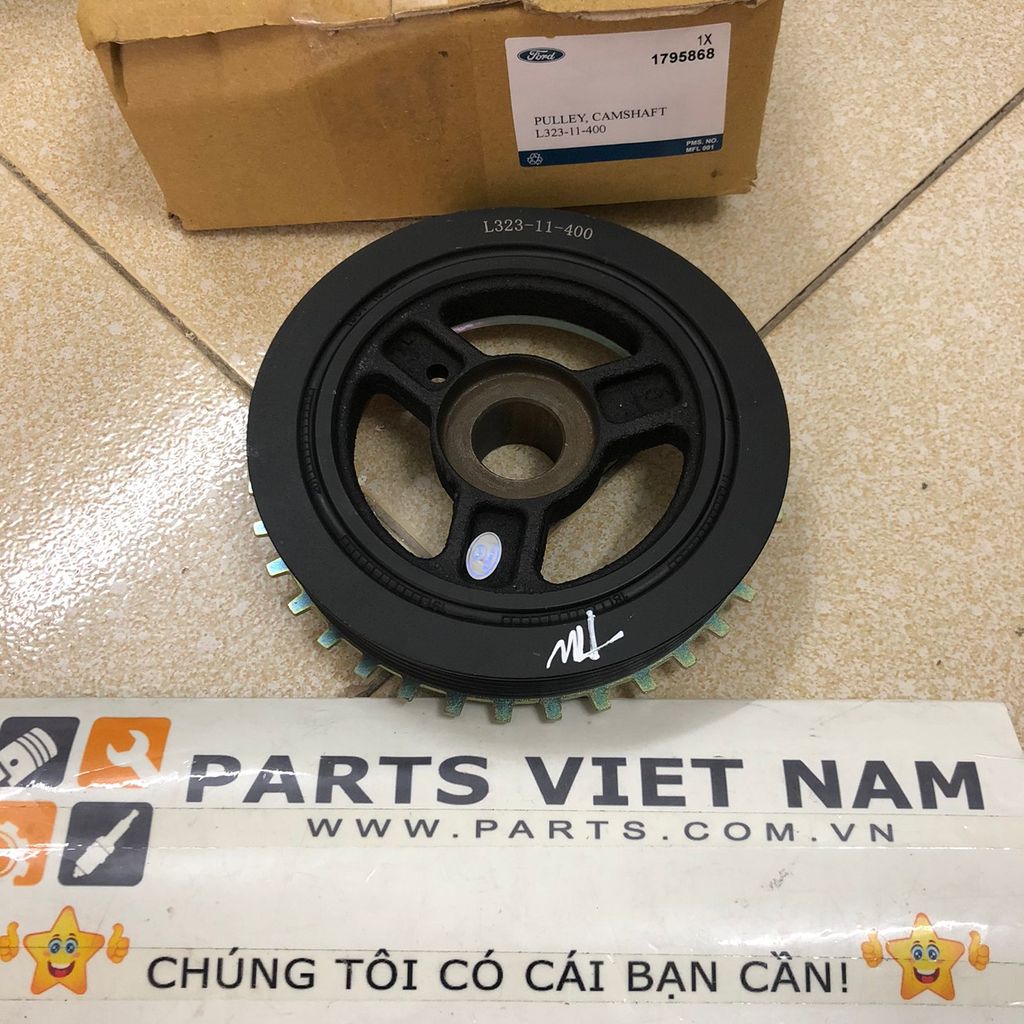 Ford
1X
1795868
PULLEY, CAMSHAFT
L323-11-400
PMS. NO.
MFL 001
L323-11-400
PARTS VIET NAM
WWW.PARTS.COM.VN
CHÚNG TÔI CÓ CÁI BẠN CẦN!